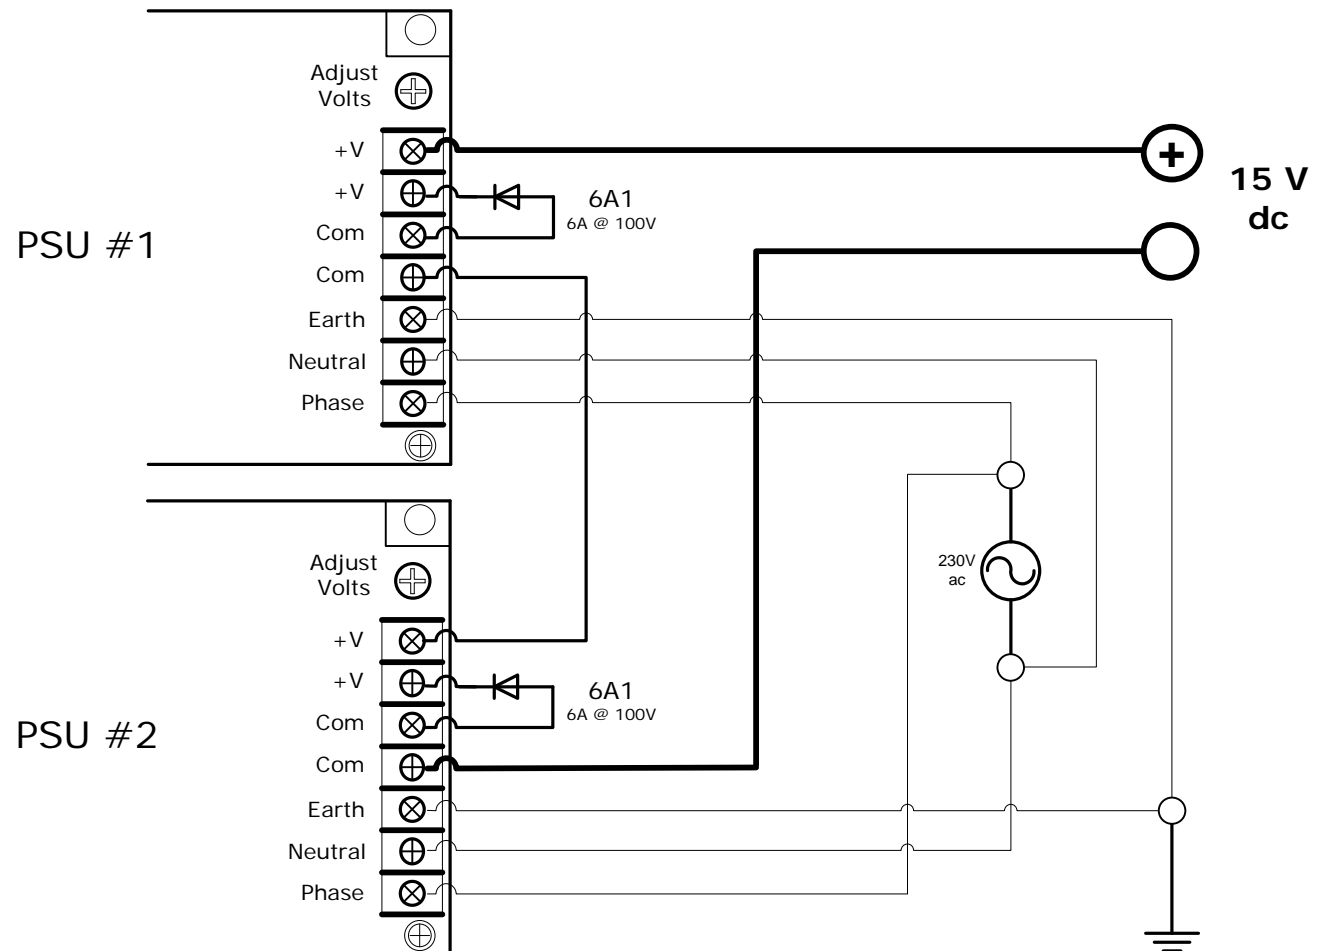 Adjust
Volts
+V
+V
6A1
6A @ 100V
Com
PSU #1
Com
Earth
Neutral
Phase
+
15 V
dc
230V
ac
Adjust
Volts
+V
+V
6A1
6A @ 100V
Com
PSU #2
Com
Earth
Neutral
Phase